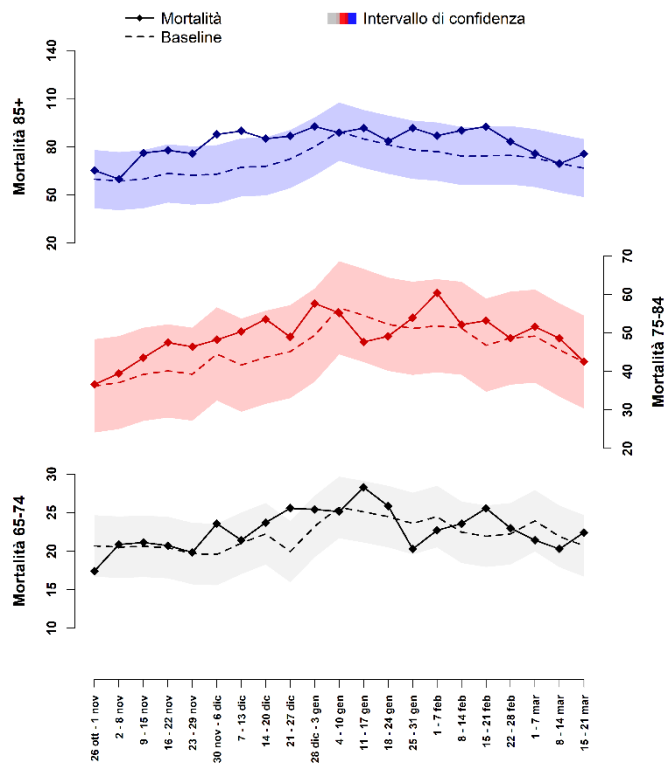 Mortalità
Baseline
Intervallo di confidenza
Mortalità 85+
140
110
80
50
20
Mortalità 75-84
70
60
50
40
30
20
Mortalità 65-74
30
25
20
15
10
26 ott - 1 nov
2 - 8 nov
9 - 15 nov
16 - 22 nov
23 - 29 nov
30 nov - 6 dic
7 - 13 dic
14 - 20 dic
21 - 27 dic
28 dic - 3 gen
4 - 10 gen
11 - 17 gen
18 - 24 gen
25 - 31 gen
1 - 7 feb
8 - 14 feb
15 - 21 feb
22 - 28 feb
1 - 7 mar
8 - 14 mar
15 - 21 mar